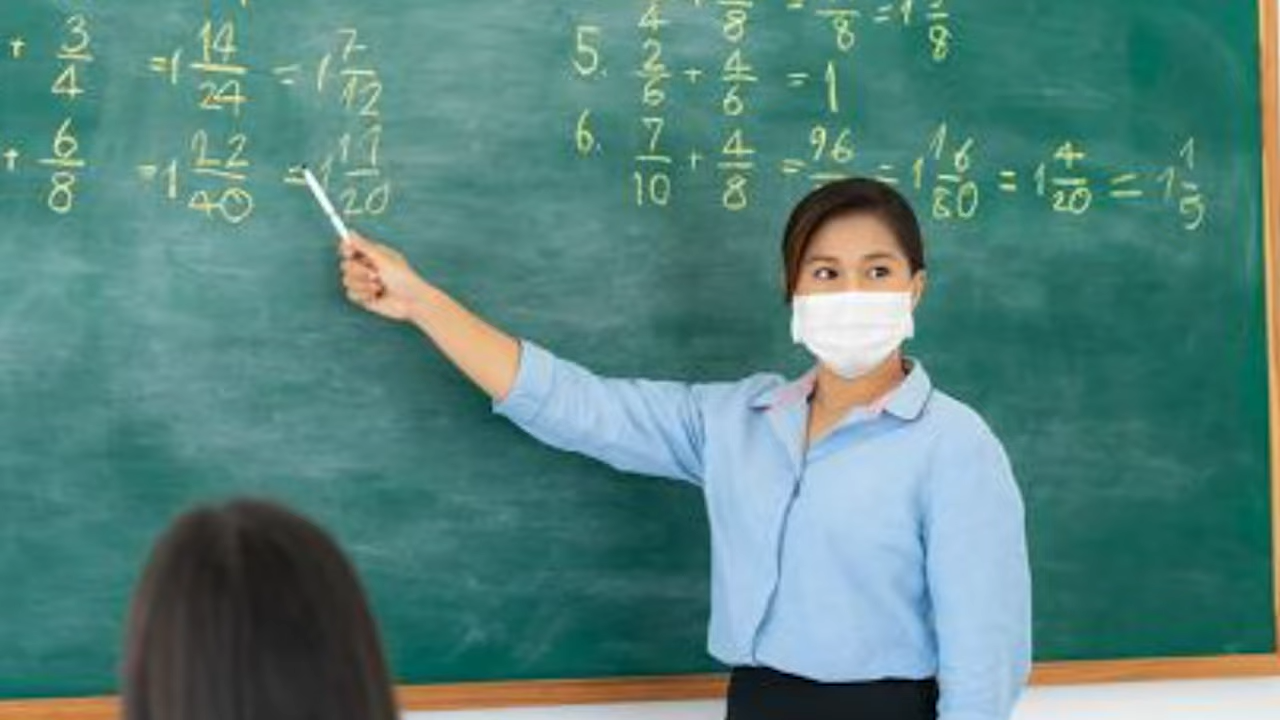 + 3/4 = 1 14/24 = 1 7/12
+ 6/8 = 1 22/40 = 1 11/20
4 + 8 = 8 = 1 8
5. 2/6 + 4/6 = 1
6. 7/10 + 4/8 = 96 = 1 16/80 = 1 4/20 = 1 1/5